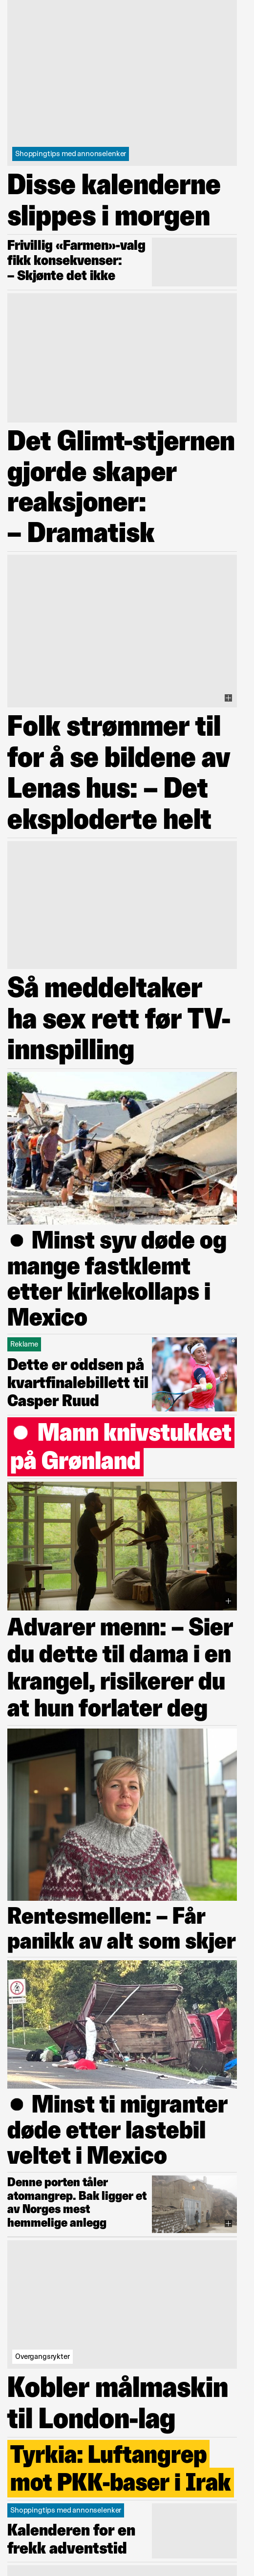 Shoppingtips med annonselenker
Disse kalenderne
slippes i morgen
Frivillig «Farmen»-valg
fikk konsekvenser:
– Skjønte det ikke
Det Glimt-stjernen
gjorde skaper
reaksjoner:
– Dramatisk
Folk strømmer til
for å se bildene av
Lenas hus: – Det
eksploderte helt
Så meddeltaker
ha sex rett før TV-
innspilling
Minst syv døde og
mange fastklemt
etter kirkekollaps i
Mexico
Reklame
Dette er oddsen på
kvartfinalebillett til
Casper Ruud
Mann knivstukket
på Grønland
Advarer menn: – Sier
du dette til dama i en
krangel, risikerer du
at hun forlater deg
Rentesmellen: – Får
panikk av alt som skjer
Minst ti migranter
døde etter lastebil
veltet i Mexico
Denne porten tåler
atomangrep. Bak ligger et
av Norges mest
hemmelige anlegg
Overgangsrykter
Kobler målmaskin
til London-lag
Tyrkia: Luftangrep
mot PKK-baser i Irak
Shoppingtips med annonselenker
Kalenderen for en
frekk adventstid